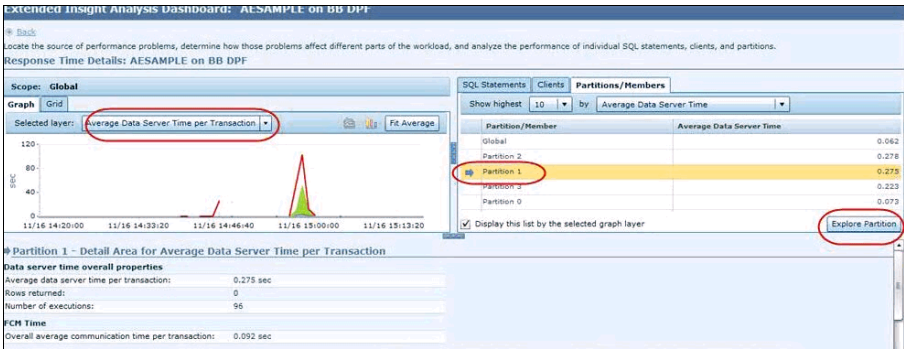 Extended Insight Analysis Dashboard: AESAMPLE on BB DPF
Back
Locate the source of performance problems, determine how those problems affect different parts of the workload, and analyze the performance of individual SQL statements, clients, and partitions.
Response Time Details: AESAMPLE on BB DPF
Scope: Global
Graph Grid
Selected layer: Average Data Server Time per Transaction Fit Average
120
80
40
0
sec
11/16 14:20:00 11/16 14:33:20 11/16 14:46:40 11/16 15:00:00 11/16 15:13:20
SQL Statements Clients Partitions/Members
Show highest 10 by Average Data Server Time
Partition/Member Average Data Server Time
Global 0.062
Partition 2 0.278
Partition 1 0.275
Partition 3 0.223
Partition 0 0.073
Display this list by the selected graph layer Explore Partition
Partition 1 - Detail Area for Average Data Server Time per Transaction
Data server time overall properties
Average data server time per transaction: 0.275 sec
Rows returned: 0
Number of executions: 96
FCM Time
Overall average communication time per transaction: 0.092 sec